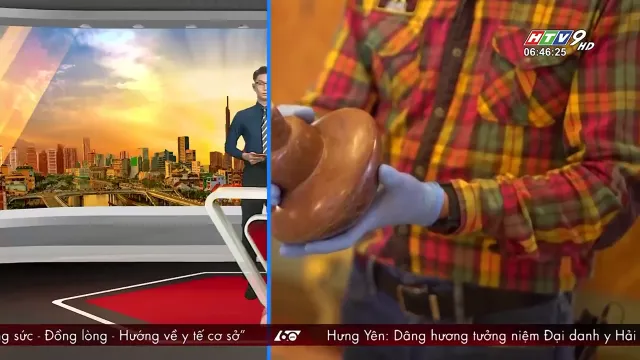 HTV9 HD
06:46:25
g sức - Đồng lòng - Hướng về y tế cơ sở" 60 Hưng Yên: Dâng hương tưởng niệm Đại danh y Hải